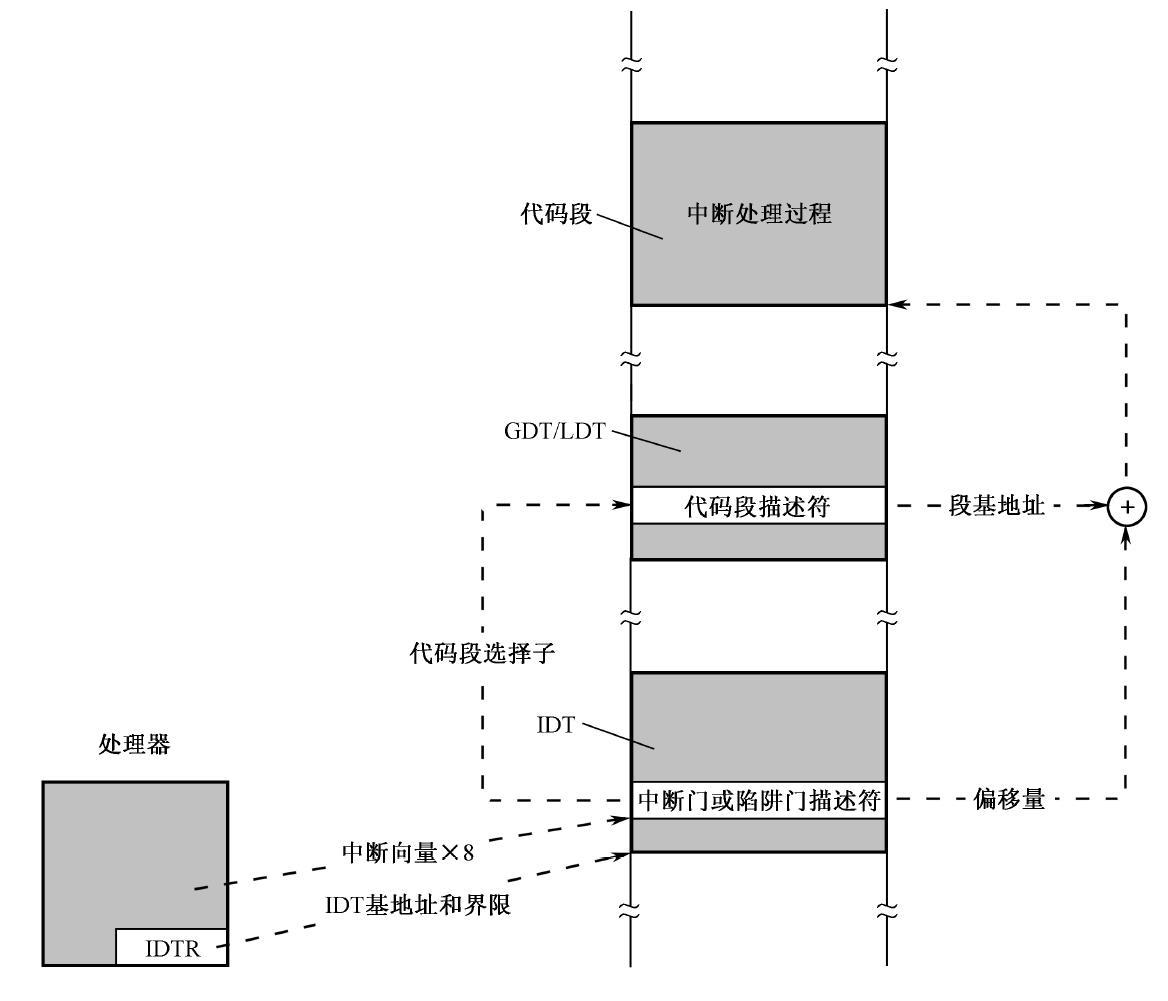 代码段
中断处理过程
GDT/LDT
代码段描述符
段基地址
+
代码段选择子
IDT
处理器
中断门或陷阱门描述符
偏移量
中断向量×8
IDT基地址和界限
IDTR